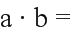 a · b =